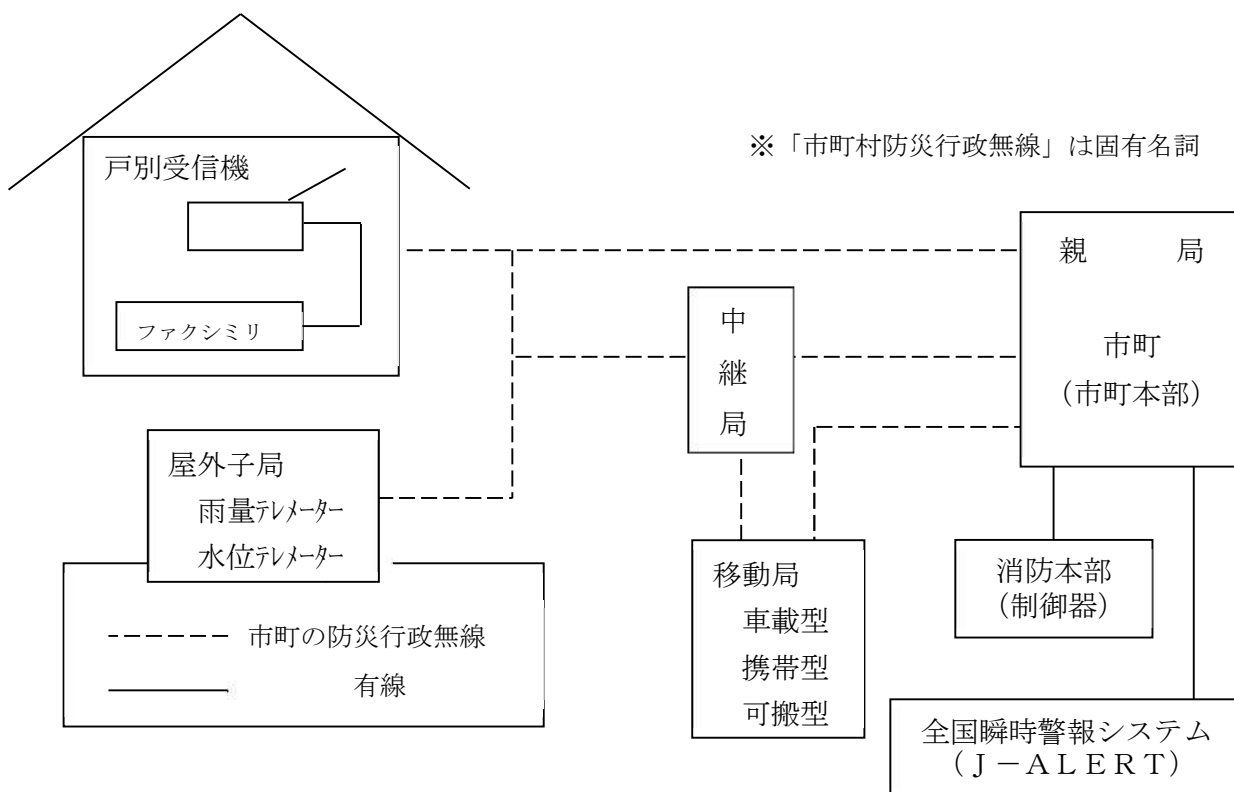 ※「市町村防災行政無線」は固有名詞
戸別受信機
ファクシミリ
親 局
市町
（市町本部）
中
継
局
屋外子局
雨量ﾃﾚﾒｰﾀｰ
水位ﾃﾚﾒｰﾀｰ
市町の防災行政無線
有線
移動局
車載型
携帯型
可搬型
消防本部
（制御器）
全国瞬時警報システム
（Ｊ－ＡＬＥＲＴ）